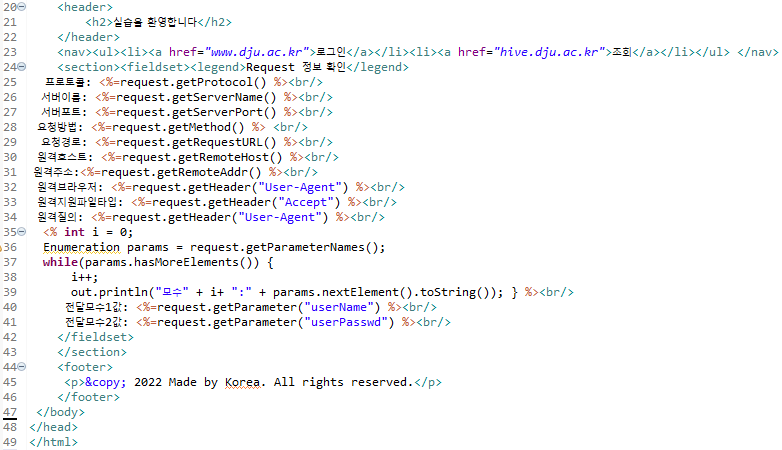 20 <header>
21 <h2>실습을 환영합니다</h2>
22 </header>
23 <nav><ul><li><a href="www.dju.ac.kr">로그인</a></li><li><a href="hive.dju.ac.kr">조회</a></li></ul> </nav>
24 <section><fieldset><legend>Request 정보 확인</legend>
25 프로토콜: <%=request.getProtocol() %><br/>
26 서버이름: <%=request.getServerName() %><br/>
27 서버포트: <%=request.getServerPort() %><br/>
28 요청방법: <%=request.getMethod() %> <br/>
29 요청경로: <%=request.getRequestURL() %><br/>
30 원격호스트: <%=request.getRemoteHost() %><br/>
31 원격주소:<%=request.getRemoteAddr() %><br/>
32 원격브라우저: <%=request.getHeader("User-Agent") %><br/>
33 원격지원파일타입: <%=request.getHeader("Accept") %><br/>
34 원격질의: <%=request.getHeader("User-Agent") %><br/>
35 <% int i = 0;
36 Enumeration params = request.getParameterNames();
37 while(params.hasMoreElements()) {
38 i++;
39 out.println("모수" + i+ ":" + params.nextElement().toString()); } %><br/>
40 전달모수1값: <%=request.getParameter("userName") %><br/>
41 전달모수2값: <%=request.getParameter("userPasswd") %><br/>
42 </fieldset>
43 </section>
44 <footer>
45 <p>&copy; 2022 Made by Korea. All rights reserved.</p>
46 </footer>
47 </body>
48 </head>
49 </html>